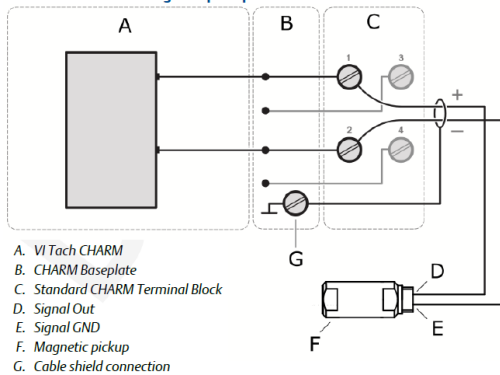 A
B
C
1
3
+
2
4
−
G
D
E
F
A. VI Tach CHARM
B. CHARM Baseplate
C. Standard CHARM Terminal Block
D. Signal Out
E. Signal GND
F. Magnetic pickup
G. Cable shield connection